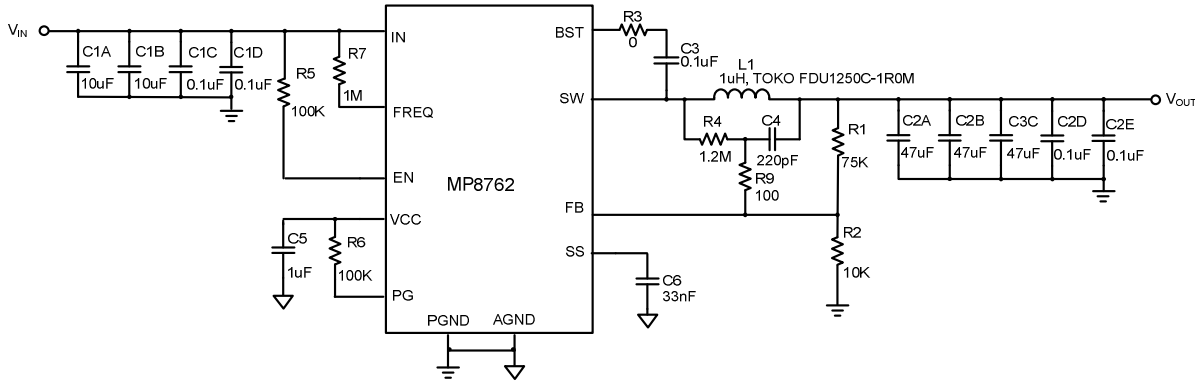 VIN
C1A
10uF
C1B
10uF
C1C
0.1uF
C1D
0.1uF
R5
100K
R7
1M
IN
FREQ
EN
VCC
PG
PGND
AGND
MP8762
BST
SW
FB
SS
C5
1uF
R6
100K
R3
0
C3
0.1uF
L1
1uH, TOKO FDU1250C-1R0M
R4
1.2M
C4
220pF
R9
100
R1
75K
R2
10K
C6
33nF
C2A
47uF
C2B
47uF
C3C
47uF
C2D
0.1uF
C2E
0.1uF
VOUT